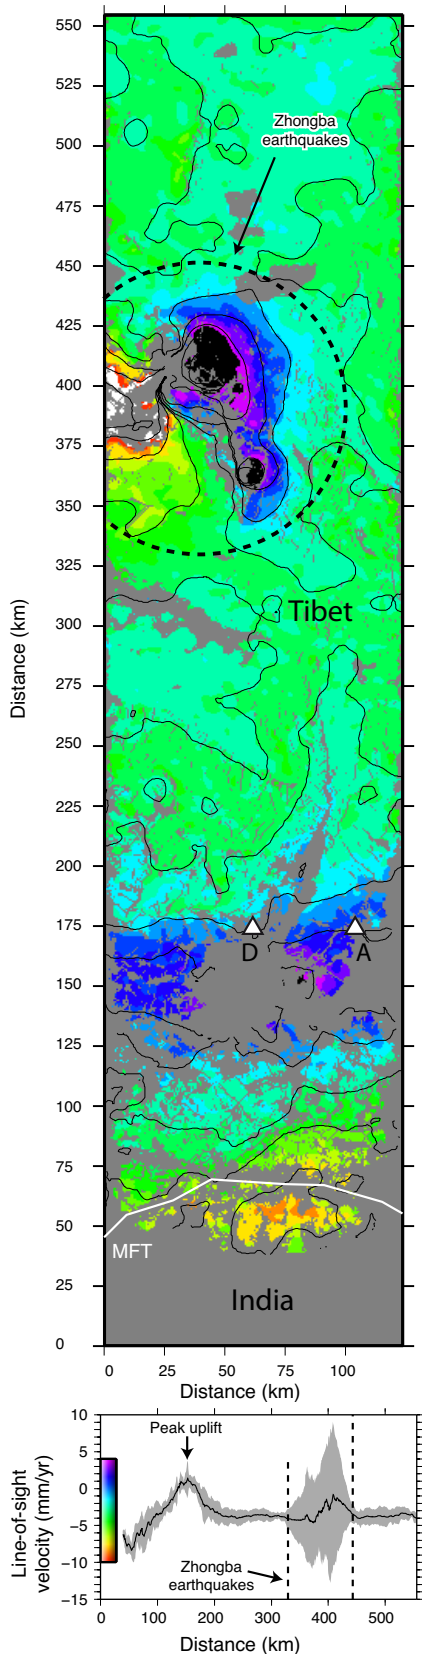 550
525
Zhongba
earthquakes
500
475
450
425
400
375
350
325
Tibet
300
Distance (km)
275
250
225
200
175
D
A
150
125
100
75
50
MFT
25
India
0
0
25
50
75
100
Distance (km)
10
Peak uplift
5
0
−5
−10
−15
Line-of-sight
velocity (mm/yr)
Zhongba
earthquakes
0
100
200
300
400
500
Distance (km)